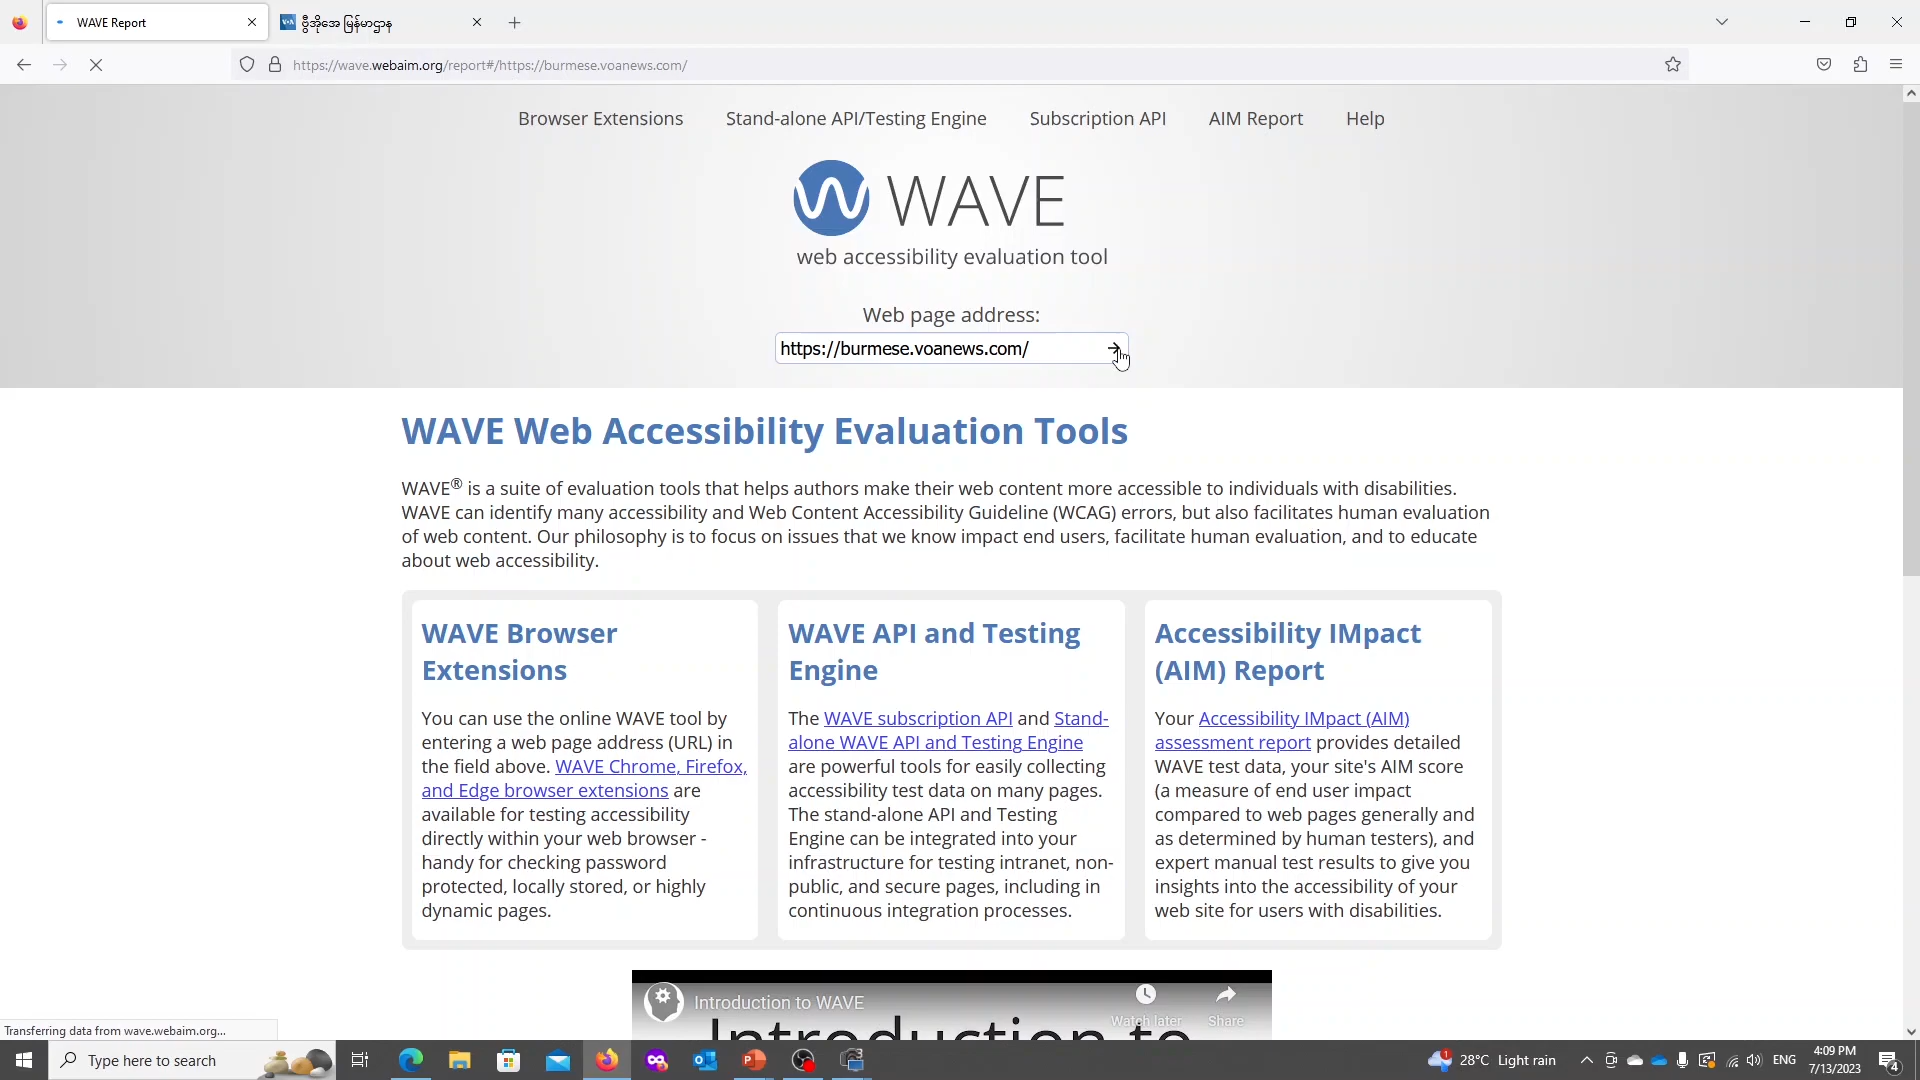 WAVE Report
ဗွီအိုအေ မြန်မာဌာန
https://wave.webaim.org/report#/https://burmese.voanews.com/
Browser Extensions
Stand-alone API/Testing Engine
Subscription API
AIM Report
Help
WAVE
web accessibility evaluation tool
Web page address:
https://burmese.voanews.com/
WAVE Web Accessibility Evaluation Tools
WAVE® is a suite of evaluation tools that helps authors make their web content more accessible to individuals with disabilities.
WAVE can identify many accessibility and Web Content Accessibility Guideline (WCAG) errors, but also facilitates human evaluation
of web content. Our philosophy is to focus on issues that we know impact end users, facilitate human evaluation, and to educate
about web accessibility.
WAVE Browser
Extensions
You can use the online WAVE tool by
entering a web page address (URL) in
the field above. WAVE Chrome, Firefox,
and Edge browser extensions are
available for testing accessibility
directly within your web browser -
handy for checking password
protected, locally stored, or highly
dynamic pages.
WAVE API and Testing
Engine
The WAVE subscription API and Stand-
alone WAVE API and Testing Engine
are powerful tools for easily collecting
accessibility test data on many pages.
The stand-alone API and Testing
Engine can be integrated into your
infrastructure for testing intranet, non-
public, and secure pages, including in
continuous integration processes.
Accessibility IMpact
(AIM) Report
Your Accessibility IMpact (AIM)
assessment report provides detailed
WAVE test data, your site's AIM score
(a measure of end user impact
compared to web pages generally and
as determined by human testers), and
expert manual test results to give you
insights into the accessibility of your
web site for users with disabilities.
Introduction to WAVE
Watch later
Share
Introduction to
Transferring data from wave.webaim.org...
Type here to search
28°C Light rain
ENG
4:09 PM
7/13/2023
4